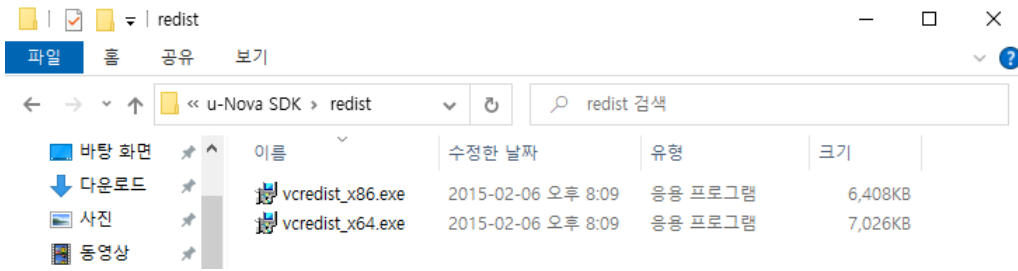 redist
파일 홈 공유 보기
« u-Nova SDK › redist redist 검색
바탕 화면 이름 수정한 날짜 유형 크기
다운로드 vcredist_x86.exe 2015-02-06 오후 8:09 응용 프로그램 6,408KB
사진 vcredist_x64.exe 2015-02-06 오후 8:09 응용 프로그램 7,026KB
동영상